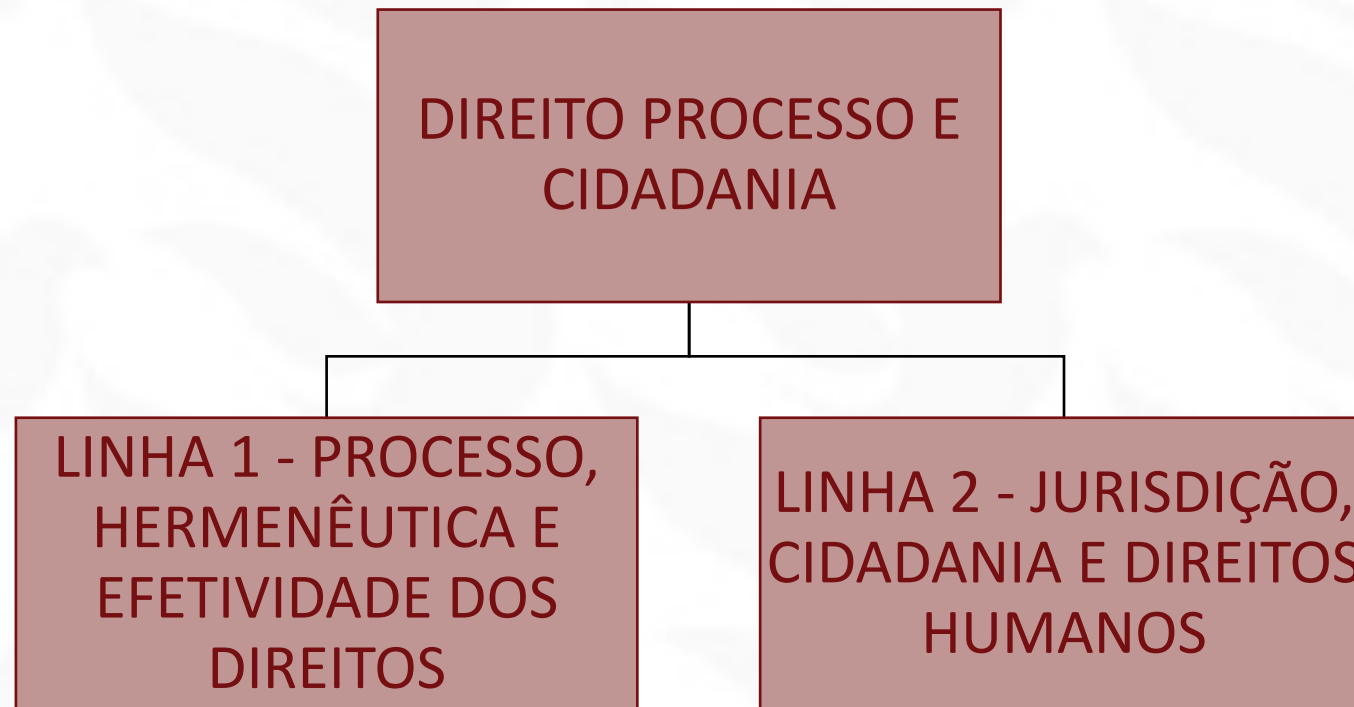 DIREITO PROCESSO E
CIDADANIA
LINHA 1 - PROCESSO,
HERMENÊUTICA E
EFETIVIDADE DOS
DIREITOS
LINHA 2 - JURISDIÇÃO,
CIDADANIA E DIREITOS
HUMANOS